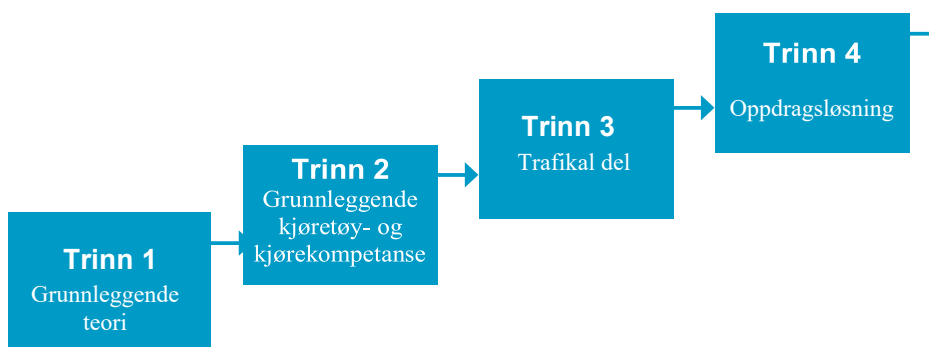 Trinn 1
Grunnleggende
teori
Trinn 2
Grunnleggende
kjøretøy- og
kjørekompetanse
Trinn 3
Trafikal del
Trinn 4
Oppdragsløsning